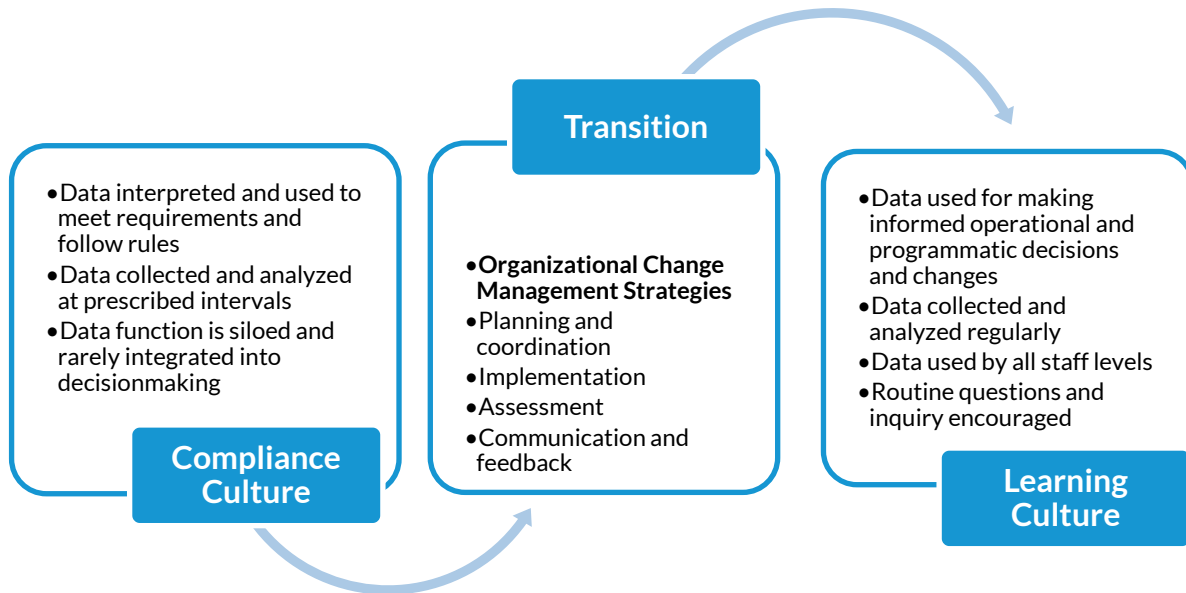 •Data interpreted and used to
meet requirements and
follow rules
•Data collected and analyzed
at prescribed intervals
•Data function is siloed and
rarely integrated into
decisionmaking
Compliance
Culture
Transition
•Organizational Change
Management Strategies
•Planning and
coordination
•Implementation
•Assessment
•Communication and
feedback
•Data used for making
informed operational and
programmatic decisions
and changes
•Data collected and
analyzed regularly
•Data used by all staff levels
•Routine questions and
inquiry encouraged
Learning
Culture